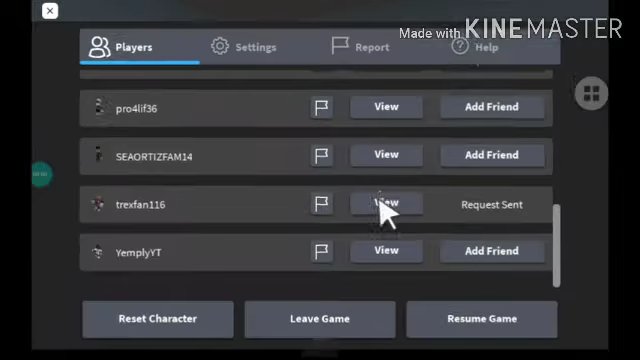 Made with KINEMASTER
Players Settings Report Help
pro4lif36 View Add Friend
SEAORTIZFAM14 View Add Friend
trexfan116 View Request Sent
YemplyYT View Add Friend
Reset Character Leave Game Resume Game